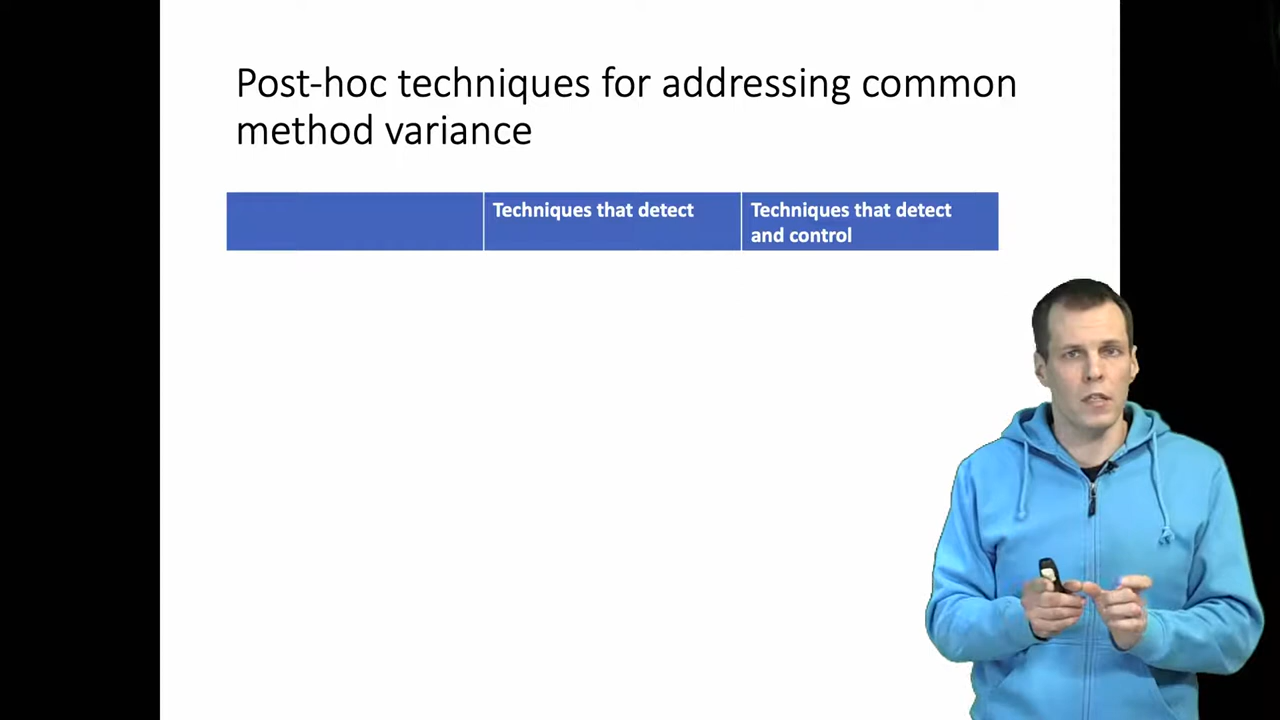 Post-hoc techniques for addressing common
method variance
Techniques that detect
Techniques that detect
and control